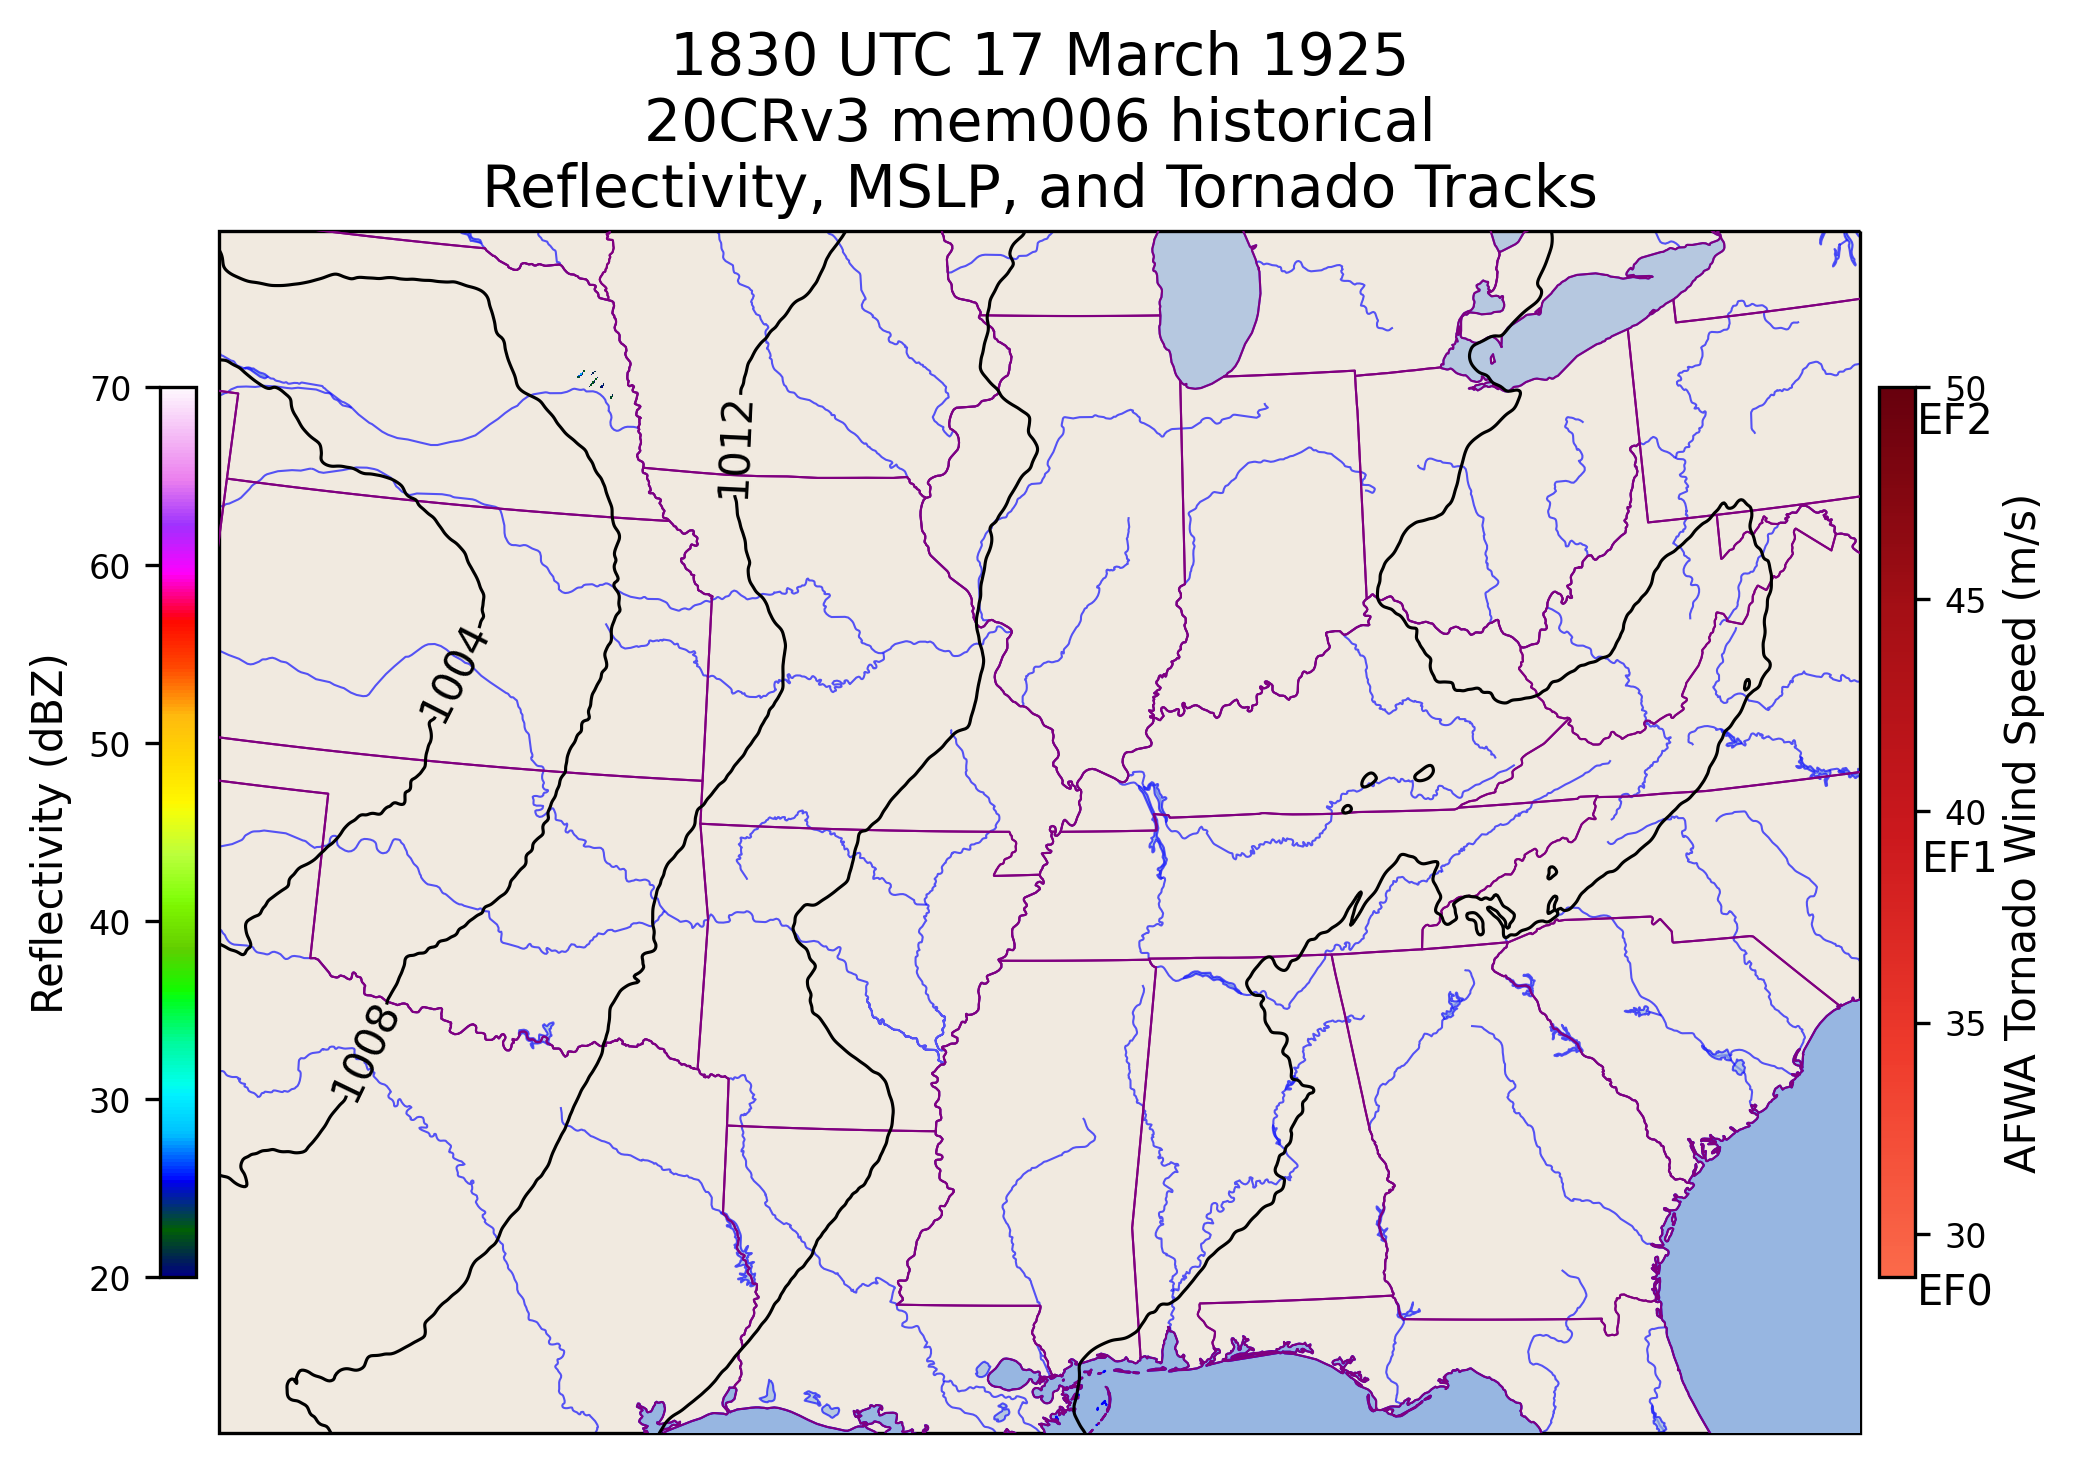 1830 UTC 17 March 1925
20CRv3 mem006 historical
Reflectivity, MSLP, and Tornado Tracks
Reflectivity (dBZ)
70
60
50
40
30
20
1012
1004
1008
50
EF2
45
40
EF1
35
30
EF0
AFWA Tornado Wind Speed (m/s)